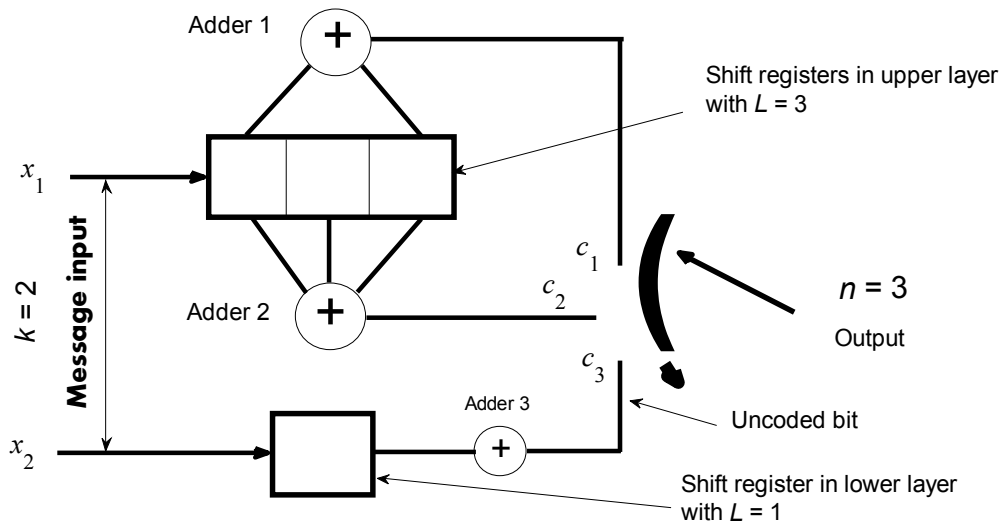 Adder 1
+
Shift registers in upper layer
with L = 3
x1
Message input
k = 2
c1
c2
n = 3
Output
Adder 2
+
c3
Adder 3
+
Uncoded bit
x2
Shift register in lower layer
with L = 1